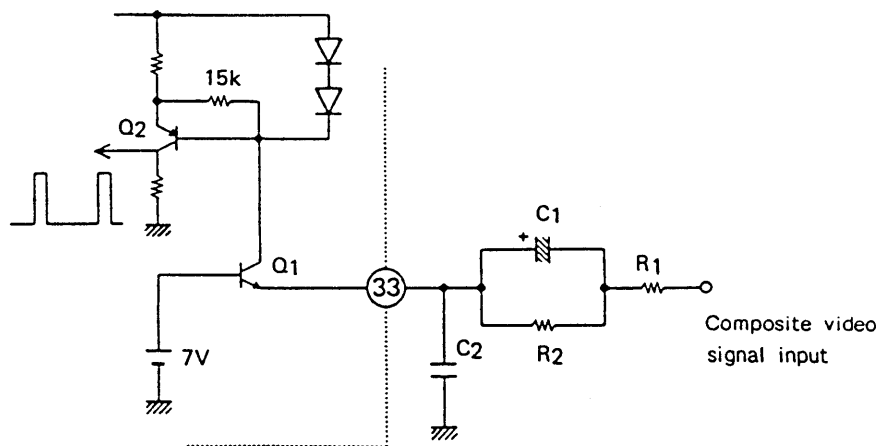 15k
Q2
Q1
33
7V
C1
+
R1
R2
C2
Composite video
signal input